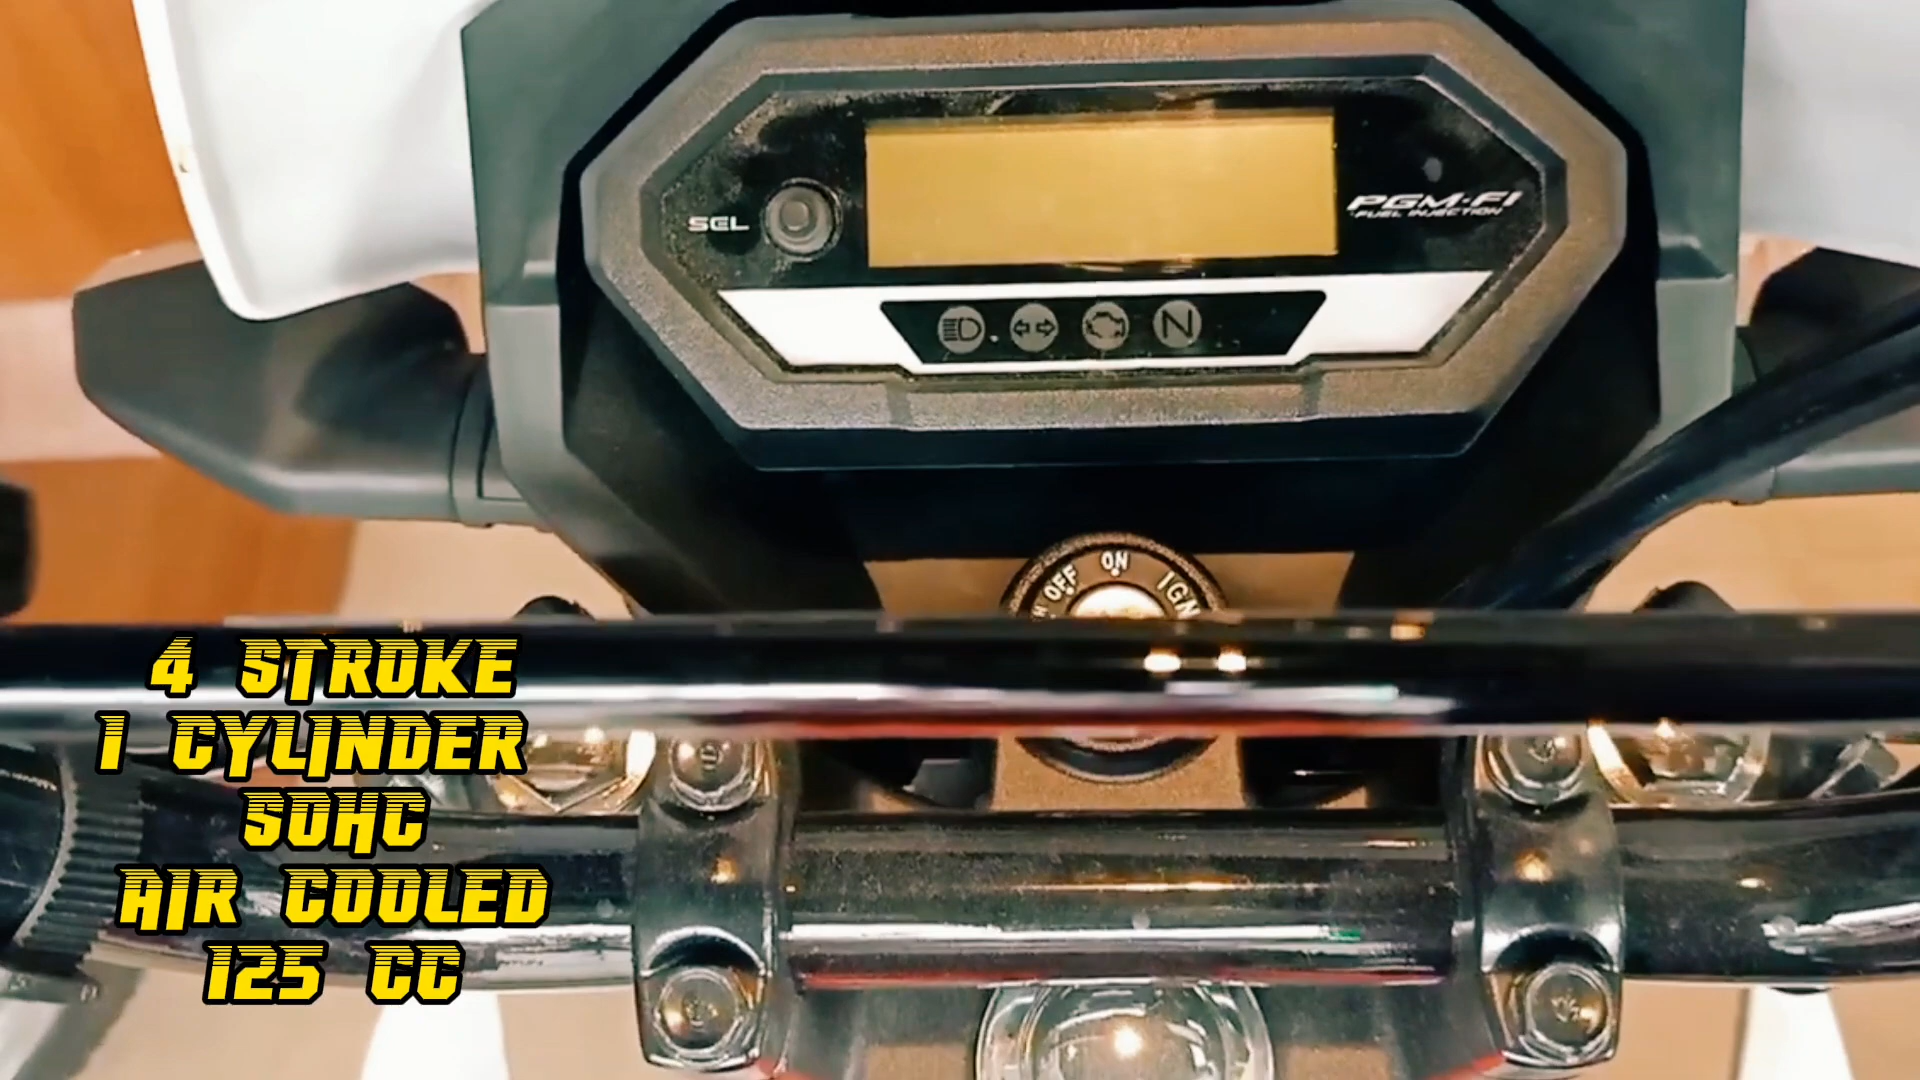 SEL
PGM-FI
FUEL INJECTION
N
OFF
ON
IGN
4 STROKE
1 CYLINDER
SOHC
AIR COOLED
125 CC